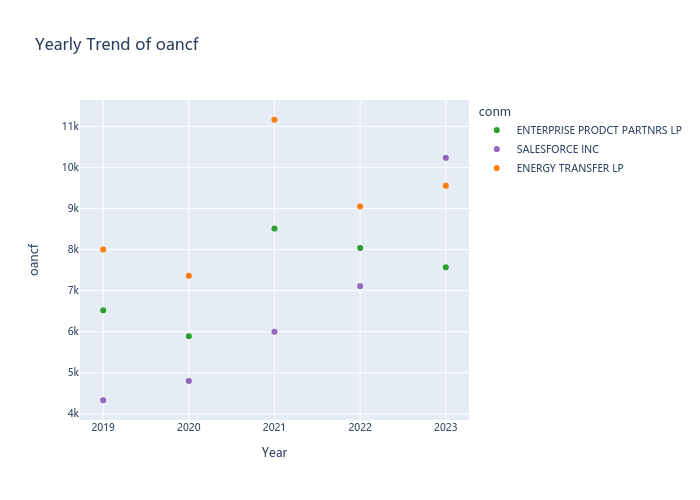 Yearly Trend of oancf
conm
ENTERPRISE PRODCT PARTNRS LP
SALESFORCE INC
ENERGY TRANSFER LP
11k
10k
9k
8k
7k
6k
5k
4k
oancf
2019 2020 2021 2022 2023
Year